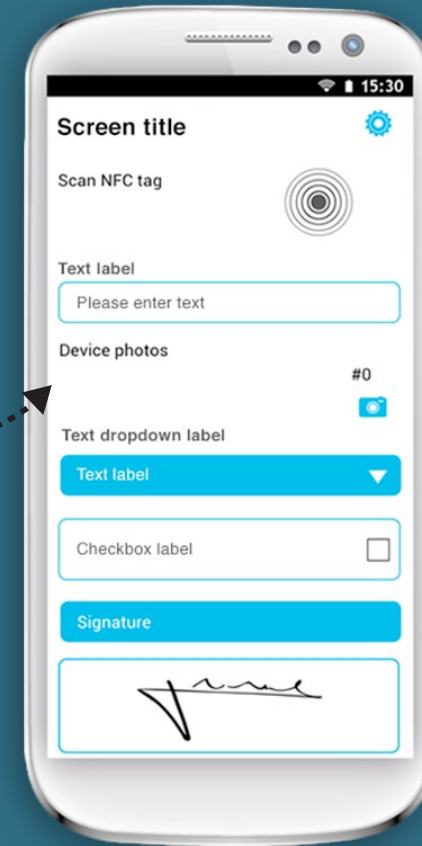 15:30
Screen title
Scan NFC tag
Text label
Please enter text
Device photos
#0
Text dropdown label
Text label
Checkbox label
Signature